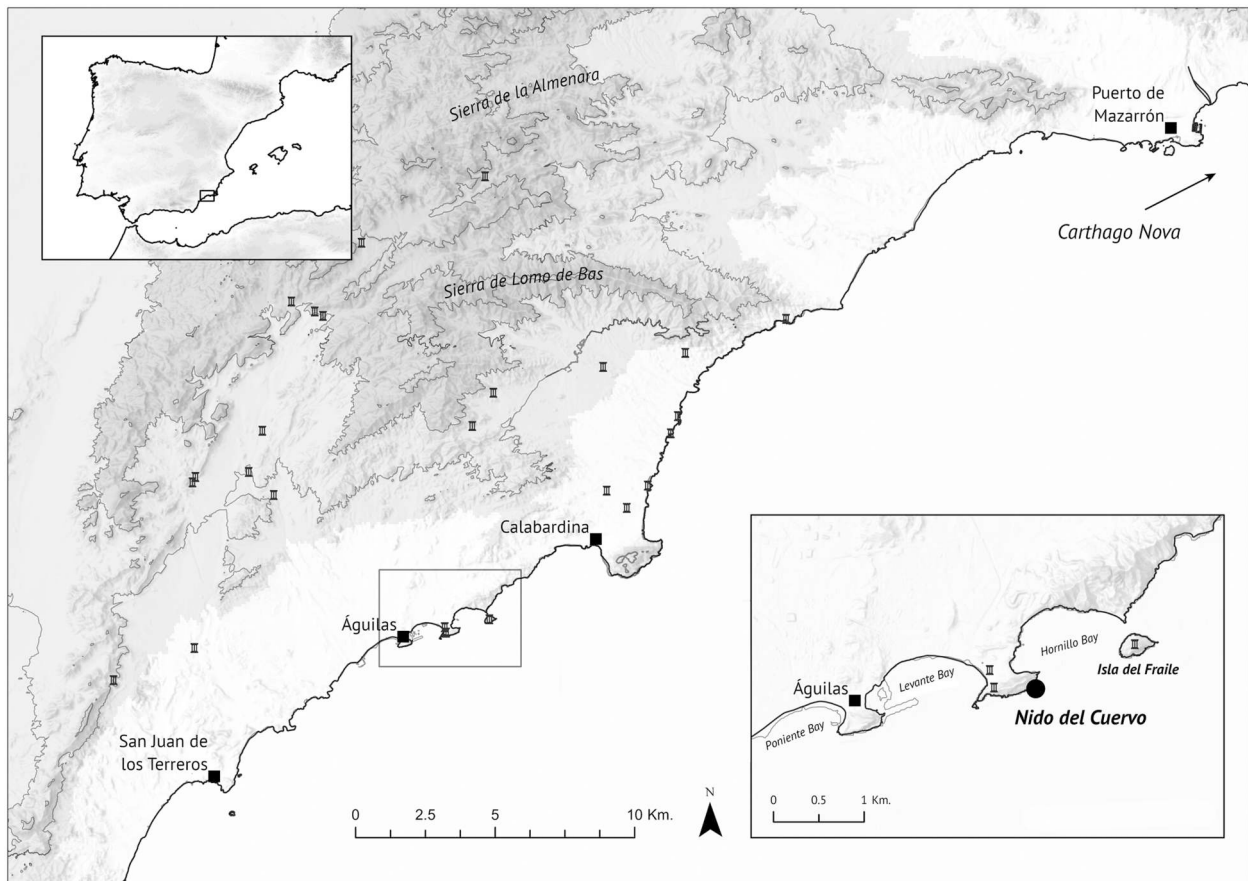 Sierra de la Almenara
Puerto de
Mazarrón
Carthago Nova
Sierra de Lomo de Bas
Calabardina
Águilas
San Juan de
los Terreros
0 2.5 5 10 Km.
N
Hornillo Bay
Isla del Fraile
Levante Bay
Águilas
Nido del Cuervo
Poniente Bay
0 0.5 1 Km.